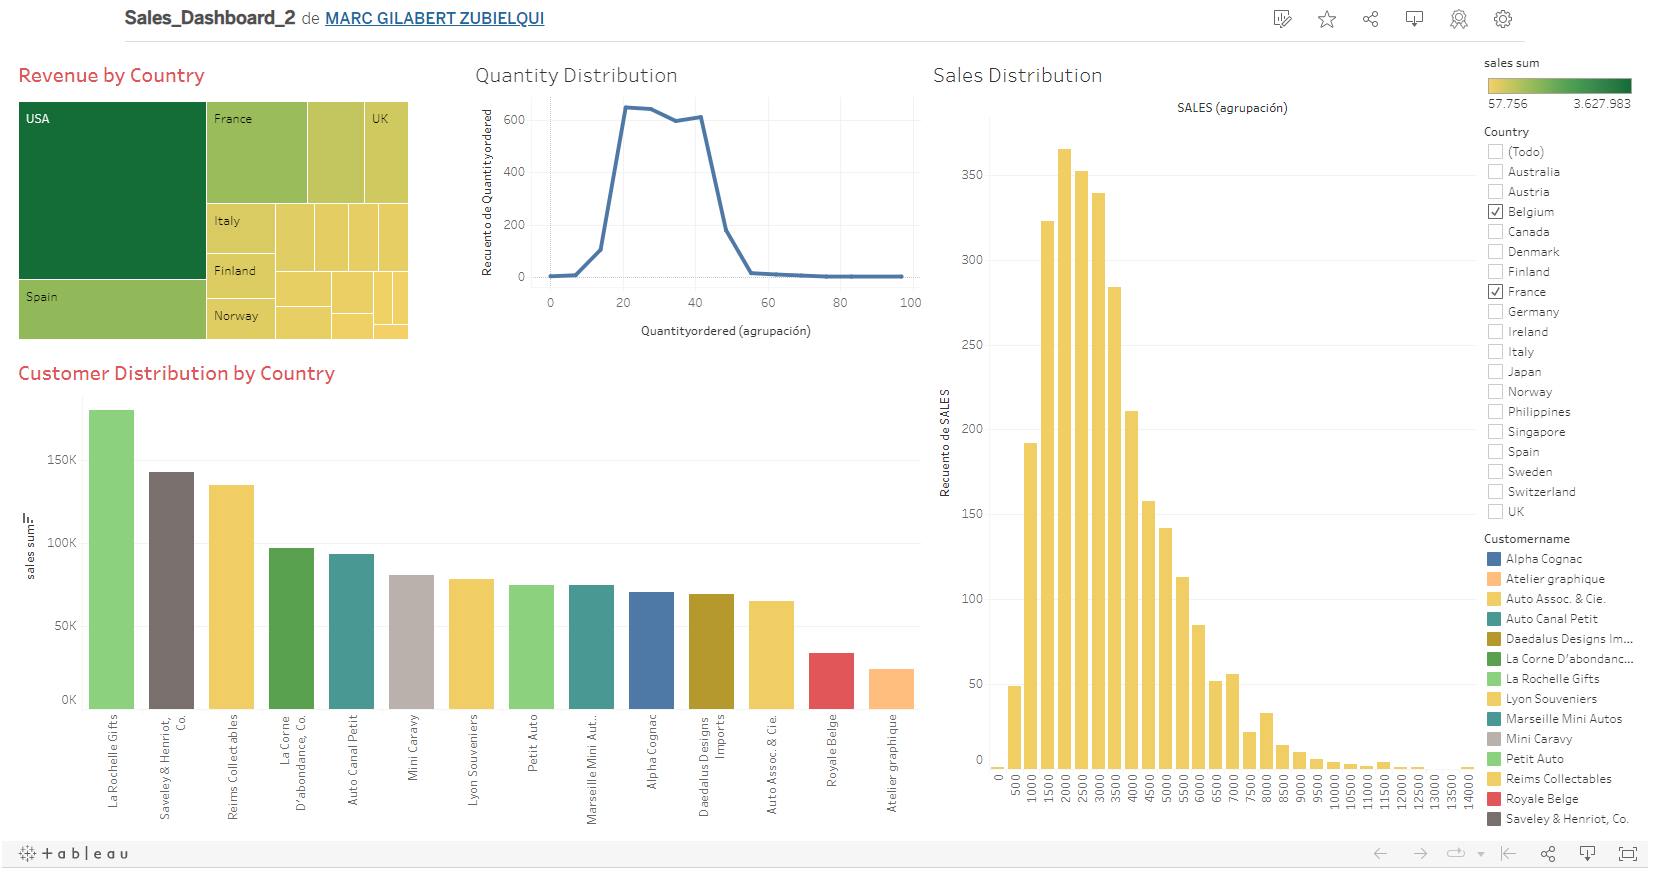 Sales_Dashboard_2 de MARC GILABERT ZUBIELQUI
Revenue by Country
USA
France
UK
Italy
Finland
Spain
Norway
Quantity Distribution
Recuento de Quantityordered
600
400
200
0
0 20 40 60 80 100
Quantityordered (agrupación)
Customer Distribution by Country
sales sum
150K
100K
50K
0K
La Rochelle Gifts
Saveley & Henriot,
Co.
Reims Collectables
La Corne
D'abondance, Co.
Auto Canal Petit
Mini Caravy
Lyon Souveniers
Petit Auto
Marseille Mini Aut..
Alpha Cognac
Daedalus Designs
Imports
Auto Assoc. & Cie.
Royale Belge
Atelier graphique
Sales Distribution
SALES (agrupación)
Recuento de SALES
350
300
250
200
150
100
50
0
0 500 1000 1500 2000 2500 3000 3500 4000 4500 5000 5500 6000 6500 7000 7500 8000 8500 9000 9500 10000 10500 11000 11500 12000 12500 13000 13500 14000
sales sum
57.756 3.627.983
Country
(Todo)
Australia
Austria
Belgium
Canada
Denmark
Finland
France
Germany
Ireland
Italy
Japan
Norway
Philippines
Singapore
Spain
Sweden
Switzerland
UK
Customername
Alpha Cognac
Atelier graphique
Auto Assoc. & Cie.
Auto Canal Petit
Daedalus Designs Im...
La Corne D'abondanc...
La Rochelle Gifts
Lyon Souveniers
Marseille Mini Autos
Mini Caravy
Petit Auto
Reims Collectables
Royale Belge
Saveley & Henriot, Co.
+ableau